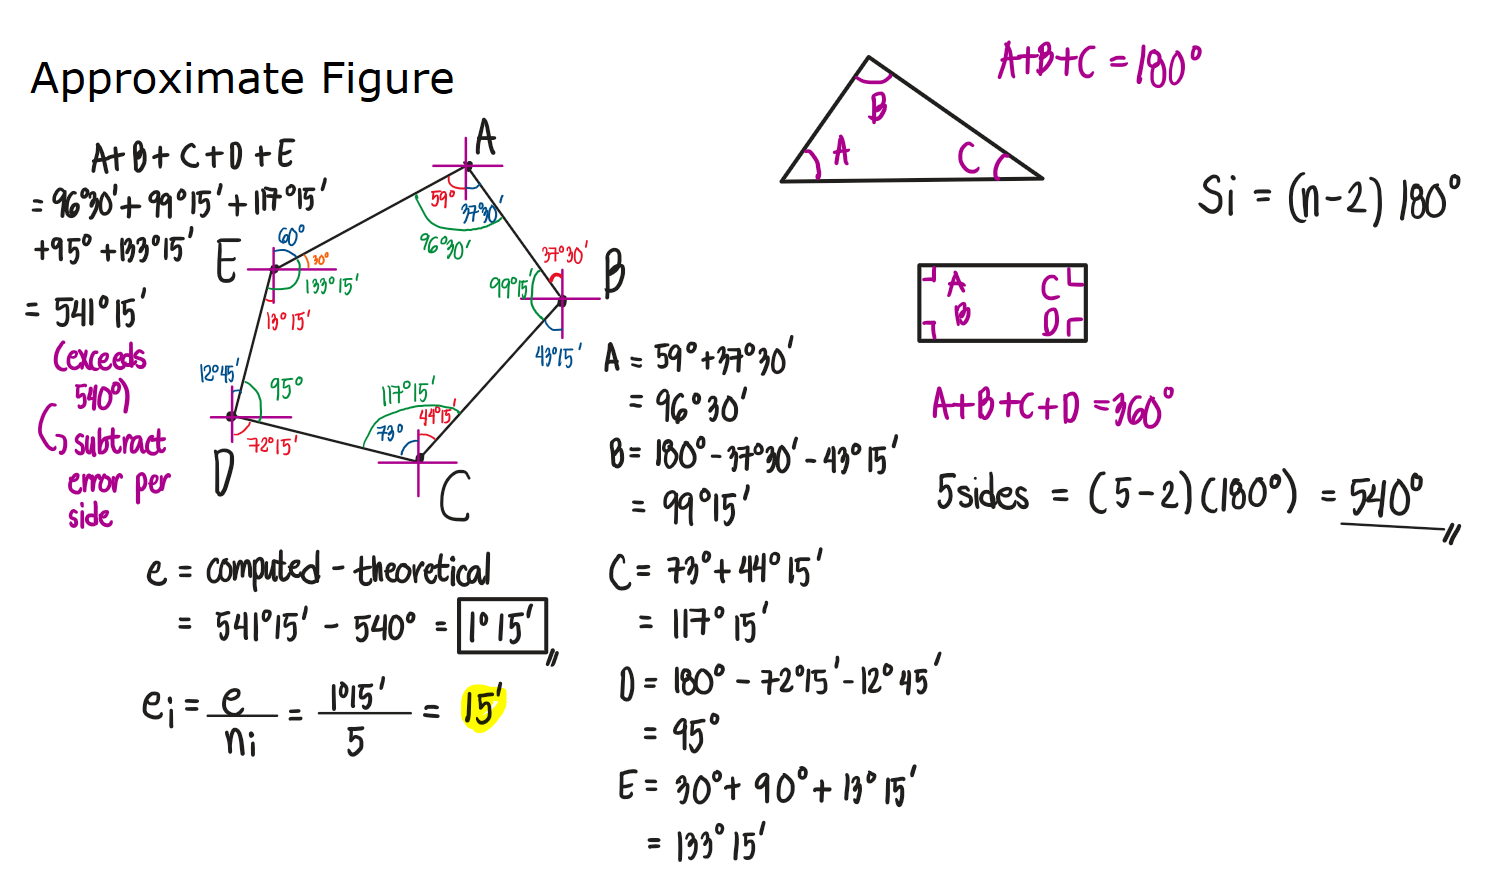 Approximate Figure
A+B+C+D+E
= 96°30' + 99°15' + 117°15'
+95° +133°15'
= 541°15'
(exceeds
540°)
subtract
error per
side
A
59°
37°30'
96°30'
E
60°
30°
133°15'
13°15'
37°30'
B
99°15'
43°15'
12°45'
95°
72°15'
D
117°15'
44°15'
73°
C
e = computed - theoretical
= 541°15' - 540° = 1°15'
ei = e/ni = 1°15'/5 = 15'
A = 59°+37°30'
= 96°30'
B = 180° - 37°30' - 43°15'
= 99°15'
C = 73°+44°15'
= 117°15'
D = 180° - 72°15' - 12°45'
= 95°
E = 30°+ 90°+ 13°15'
= 133°15'
B
A
C
A+B+C = 180°
Si = (n-2) 180°
A C
B D
A+B+C+D = 360°
5 sides = (5-2)(180°) = 540°